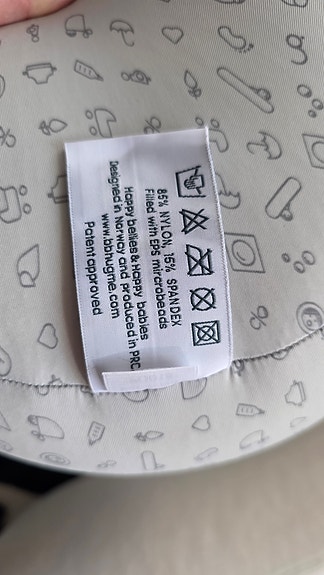 85% NYLON, 15% SPANDEX
Filled with EPS mircrobeads
Happy bellies & Happy babies
Designed in Norway and produced in PRC
www.bbhugme.com
Patent approved